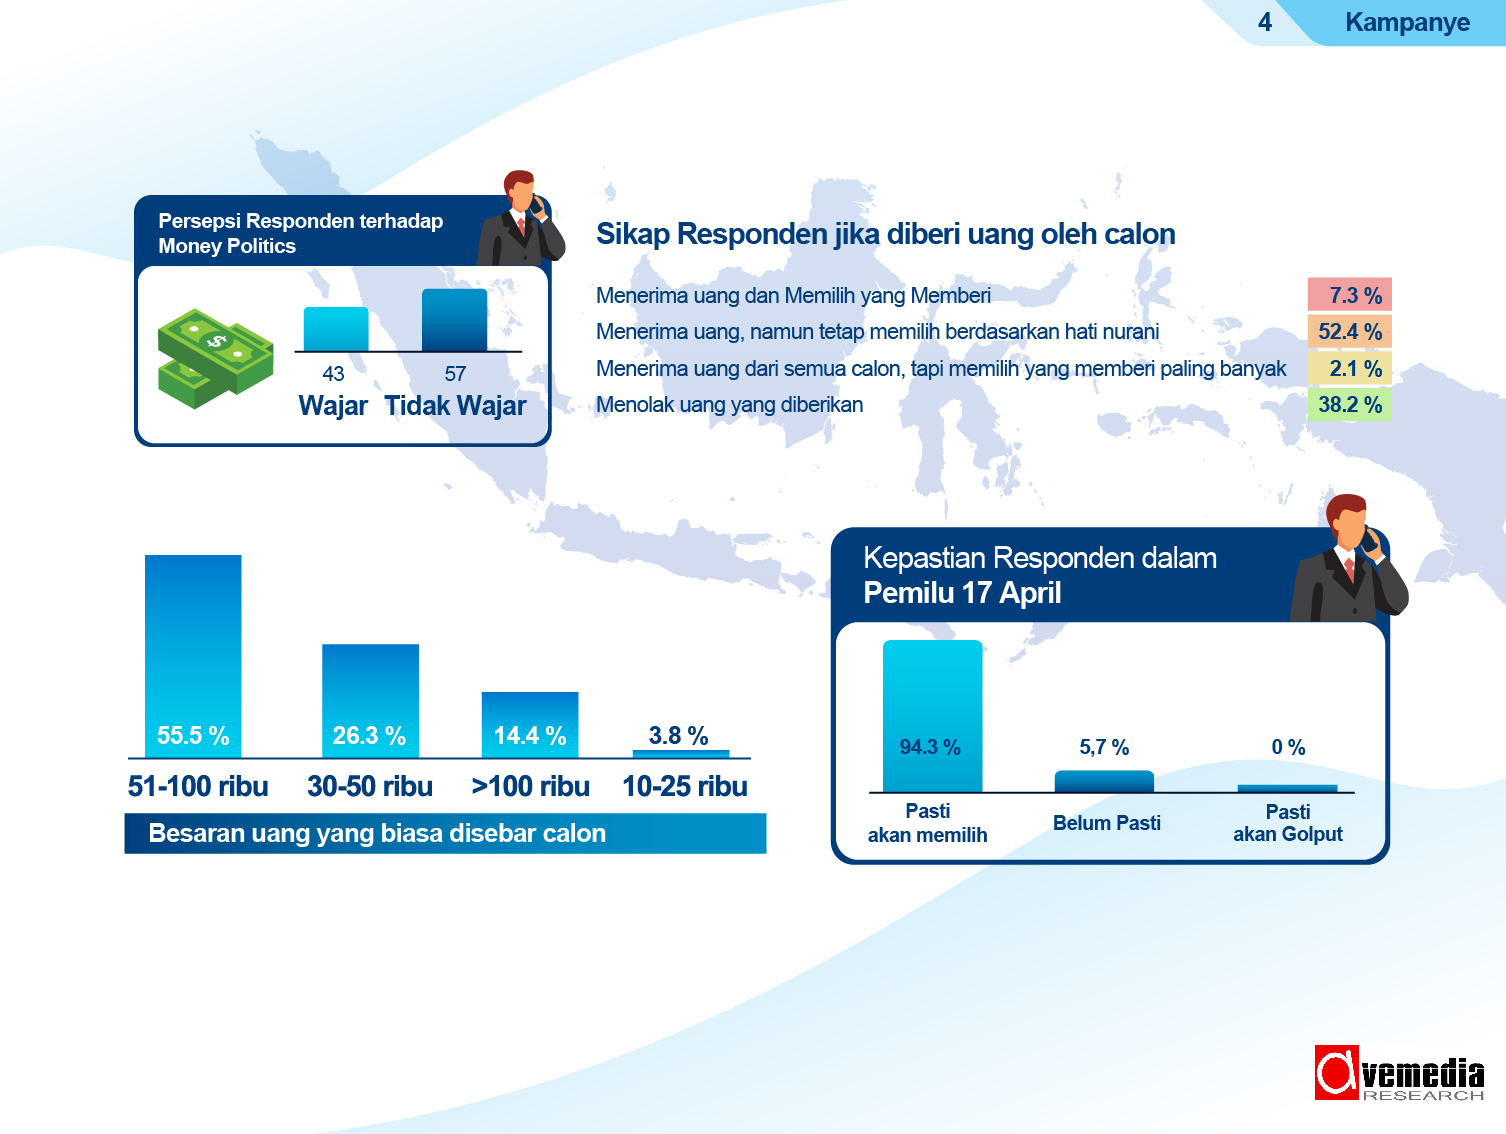 4 Kampanye
Persepsi Responden terhadap
Money Politics
43 57
Wajar Tidak Wajar
Sikap Responden jika diberi uang oleh calon
Menerima uang dan Memilih yang Memberi 7.3 %
Menerima uang, namun tetap memilih berdasarkan hati nurani 52.4 %
Menerima uang dari semua calon, tapi memilih yang memberi paling banyak 2.1 %
Menolak uang yang diberikan 38.2 %
55.5 % 26.3 % 14.4 % 3.8 %
51-100 ribu 30-50 ribu >100 ribu 10-25 ribu
Besaran uang yang biasa disebar calon
Kepastian Responden dalam
Pemilu 17 April
94.3 % 5,7 % 0 %
Pasti
akan memilih
Belum Pasti
Pasti
akan Golput
avemedia
RESEARCH